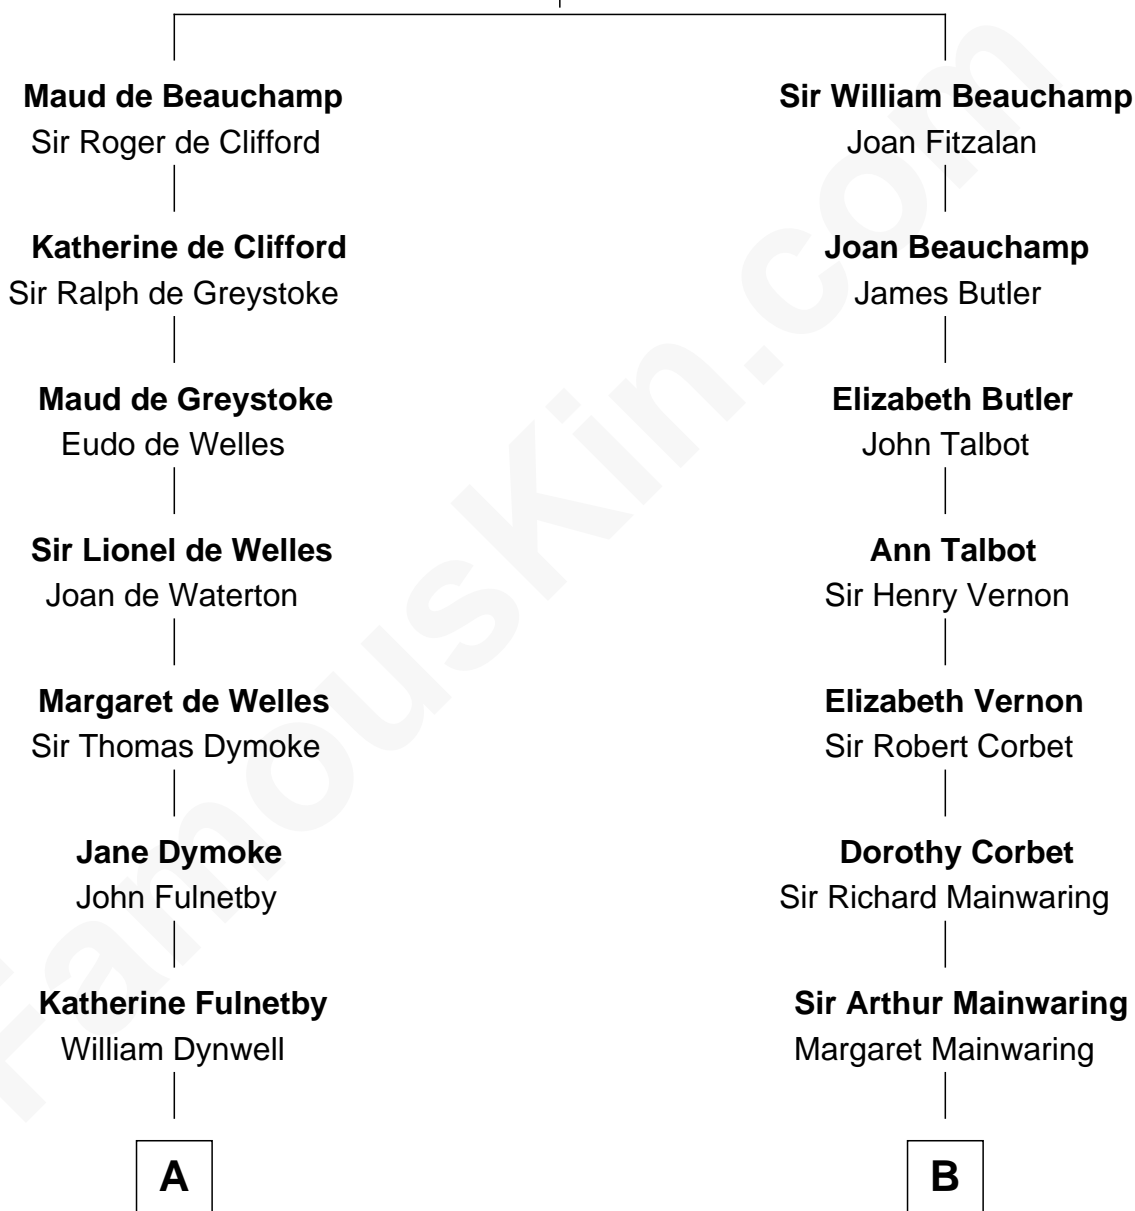 Maud de Beauchamp
Sir Roger de Clifford
Katherine de Clifford
Sir Ralph de Greystoke
Maud de Greystoke
Eudo de Welles
Sir Lionel de Welles
Joan de Waterton
Margaret de Welles
Sir Thomas Dymoke
Jane Dymoke
John Fulnetby
Katherine Fulnetby
William Dynwell
A
Sir William Beauchamp
Joan Fitzalan
Joan Beauchamp
James Butler
Elizabeth Butler
John Talbot
Ann Talbot
Sir Henry Vernon
Elizabeth Vernon
Sir Robert Corbet
Dorothy Corbet
Sir Richard Mainwaring
Sir Arthur Mainwaring
Margaret Mainwaring
B
FamousKin.com